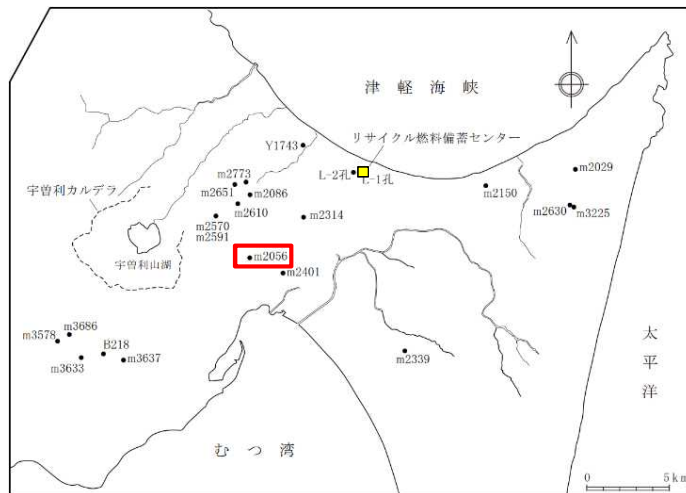 津軽海峡
Y1743
リサイクル燃料備蓄センター
L-2孔
L-1孔
m2029
m2773
m2651
m2086
m2150
宇曽利カルデラ
m2610
m2630
m3225
m2570
m2591
m2314
宇曽利山湖
m2056
m2401
太平洋
m3686
m3578
m3633
B218
m3637
m2339
むつ湾
0
5km